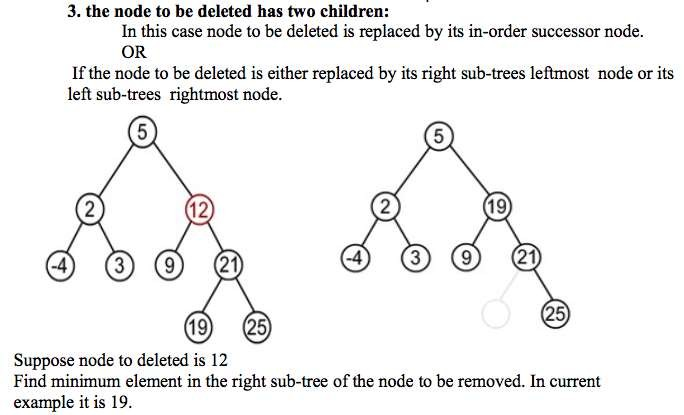 3. the node to be deleted has two children:
In this case node to be deleted is replaced by its in-order successor node.
OR
If the node to be deleted is either replaced by its right sub-trees leftmost node or its
left sub-trees rightmost node.
5 5
2 12 2 19
-4 3 9 21 -4 3 9 21
19 25 25
Suppose node to deleted is 12
Find minimum element in the right sub-tree of the node to be removed. In current
example it is 19.